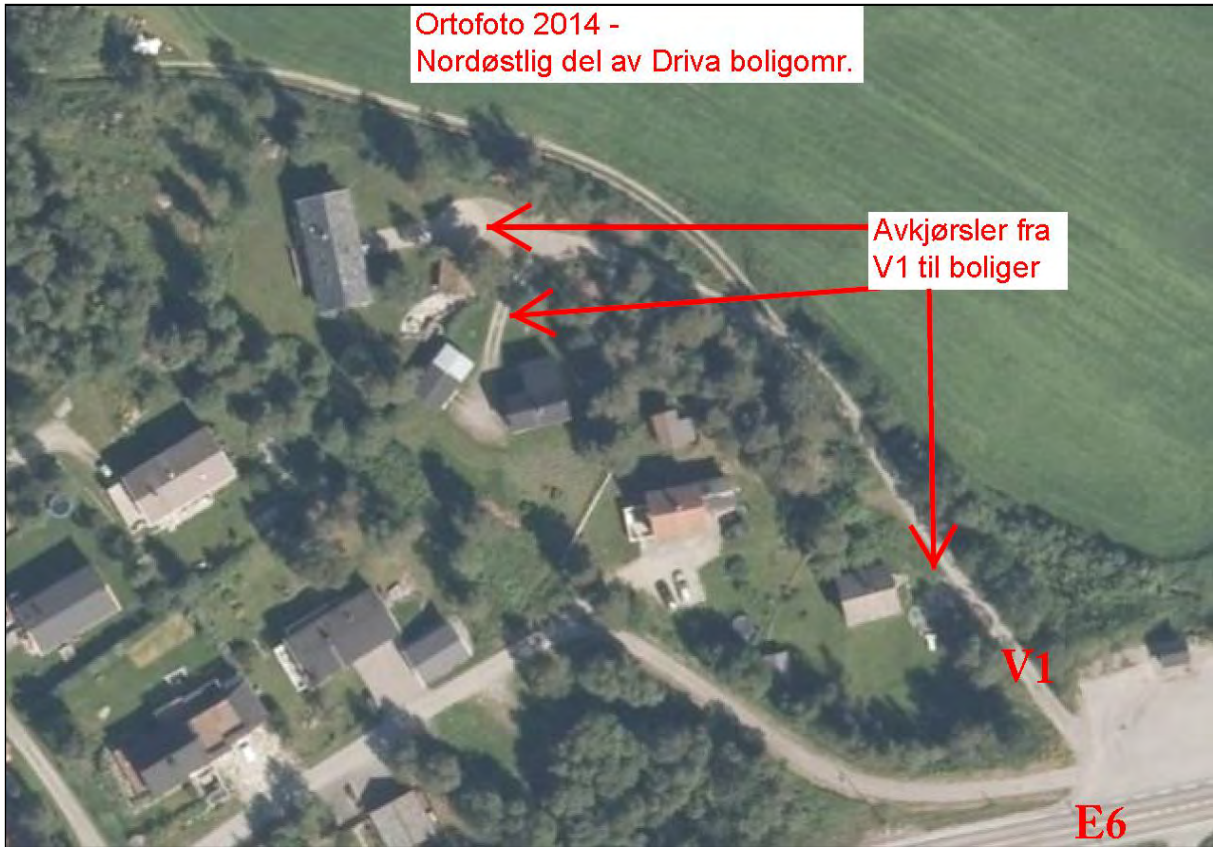 Ortofoto 2014 -
Nordøstlig del av Driva boligomr.
Avkjørsler fra
V1 til boliger
V1
E6